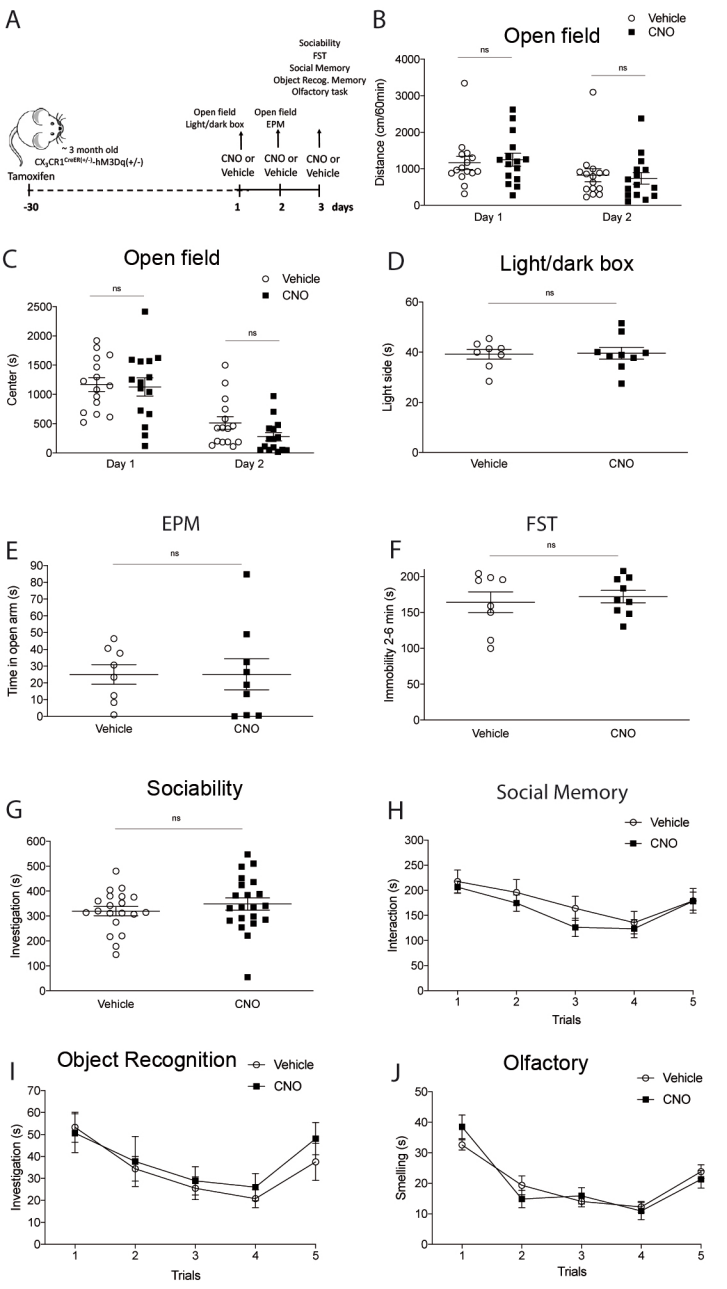 A
Sociability
FST
Social Memory
Object Recog. Memory
Olfactory task
Open field
Light/dark box
Open field
EPM
~ 3 month old
CX3CR1CreER(+/-)-hM3Dq(+/-)
CNO or
Vehicle
CNO or
Vehicle
CNO or
Vehicle
Tamoxifen
-30
1
2
3 days
B
Open field
Vehicle
CNO
ns
ns
Distance (cm/60min)
4000
3000
2000
1000
0
Day 1
Day 2
C
Open field
Vehicle
CNO
ns
ns
Center (s)
2500
2000
1500
1000
500
0
Day 1
Day 2
D
Light/dark box
ns
Light side (s)
60
40
20
0
Vehicle
CNO
E
EPM
ns
Time in open arm (s)
90
80
70
60
50
40
30
20
10
0
Vehicle
CNO
F
FST
ns
Immobility 2-6 min (s)
200
150
100
50
0
Vehicle
CNO
G
Sociability
ns
Investigation (s)
600
500
400
300
200
100
0
Vehicle
CNO
H
Social Memory
Vehicle
CNO
Interaction (s)
300
250
200
150
100
50
0
1 2 3 4 5
Trials
I
Object Recognition
Vehicle
CNO
Investigation (s)
70
60
50
40
30
20
10
0
1 2 3 4 5
Trials
J
Olfactory
Vehicle
CNO
Smelling (s)
50
40
30
20
10
0
1 2 3 4 5
Trials